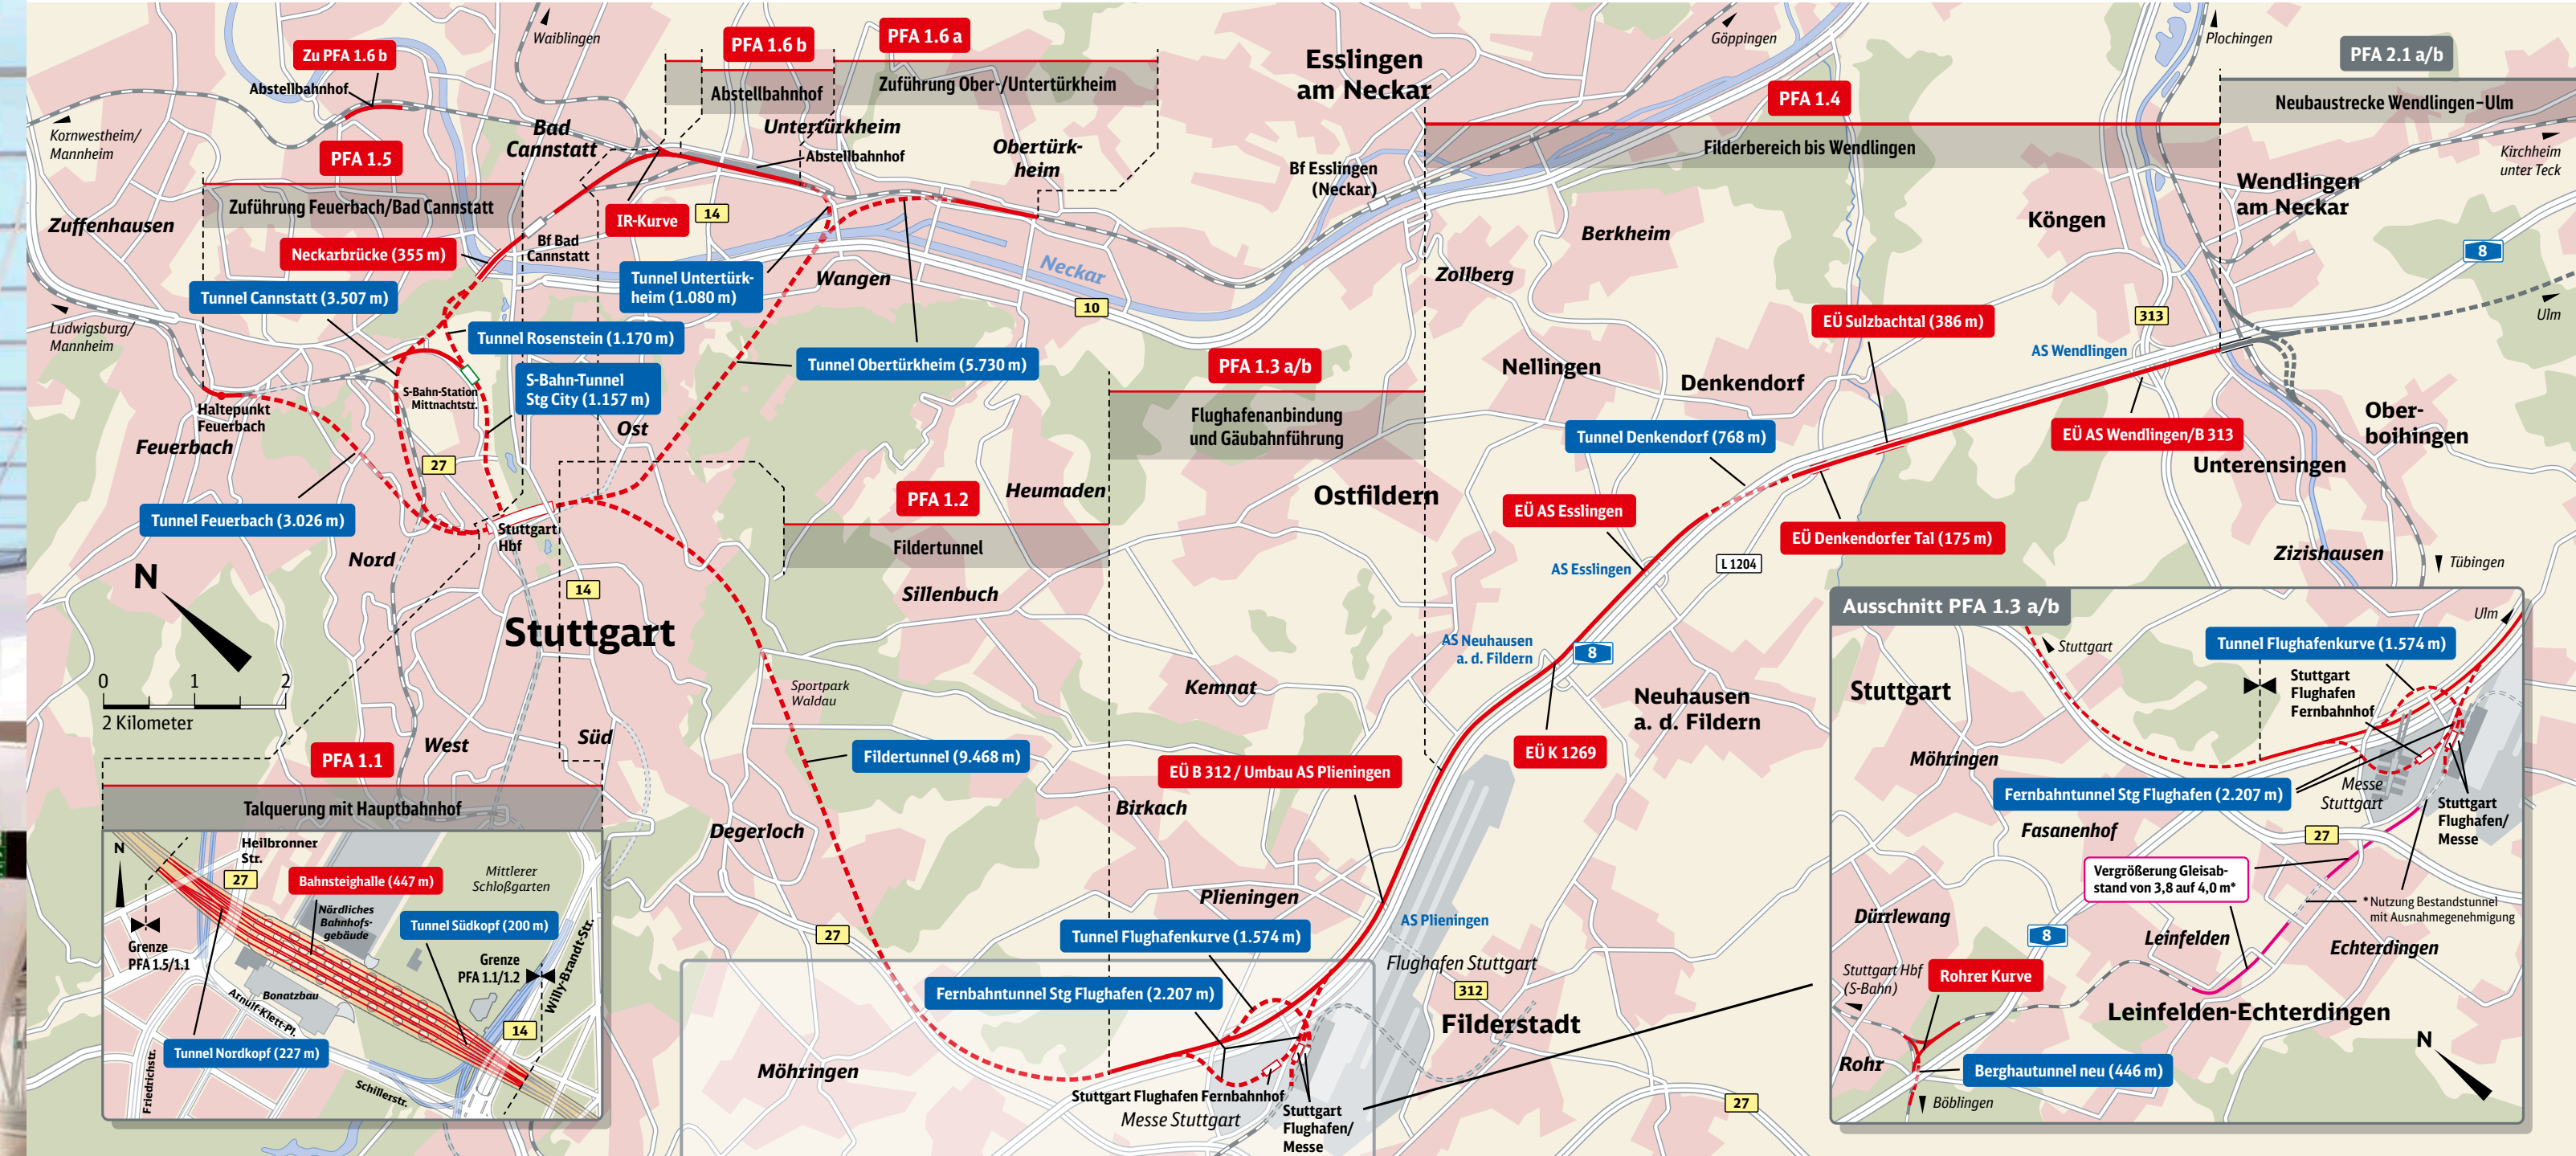 Waiblingen
Göppingen
Plochingen
Zu PFA 1.6 b
Abstellbahnhof
PFA 1.6 b
Abstellbahnhof
PFA 1.6 a
Zuführung Ober-/Untertürkheim
Esslingen
am Neckar
PFA 1.4
Filderbereich bis Wendlingen
PFA 2.1 a/b
Neubaustrecke Wendlingen–Ulm
Kornwestheim/
Mannheim
Bad
Cannstatt
Untertürkheim
Abstellbahnhof
Obertürk-
heim
Bf Esslingen
(Neckar)
Kirchheim
unter Teck
PFA 1.5
Zuführung Feuerbach/Bad Cannstatt
Zuffenhausen
IR-Kurve
14
Wendlingen
am Neckar
Köngen
Berkheim
Neckarbrücke (355 m)
Bf Bad
Cannstatt
8
Tunnel Cannstatt (3.507 m)
Tunnel Untertürk-
heim (1.080 m)
Wangen
Neckar
10
Zollberg
Ludwigsburg/
Mannheim
Tunnel Rosenstein (1.170 m)
EÜ Sulzbachtal (386 m)
313
Ulm
AS Wendlingen
Tunnel Obertürkheim (5.730 m)
PFA 1.3 a/b
Flughafenanbindung
und Gäubahnführung
Nellingen
Denkendorf
S-Bahn-Station
Mittnachtstr.
S-Bahn-Tunnel
Stg City (1.157 m)
Haltepunkt
Feuerbach
Feuerbach
Ost
Tunnel Denkendorf (768 m)
EÜ AS Wendlingen/B 313
Ober-
boihingen
Unterensingen
27
PFA 1.2
Fildertunnel
Heumaden
Ostfildern
EÜ AS Esslingen
Tunnel Feuerbach (3.026 m)
Stuttgart
Hbf
Nord
EÜ Denkendorfer Tal (175 m)
Zizishausen
Tübingen
L 1204
AS Esslingen
N
14
Sillenbuch
Stuttgart
0 1 2
2 Kilometer
Sportpark
Waldau
Kemnat
AS Neuhausen
a. d. Fildern
8
Neuhausen
a. d. Fildern
EÜ K 1269
West
Süd
Fildertunnel (9.468 m)
EÜ B 312 / Umbau AS Plieningen
Birkach
Degerloch
Plieningen
27
AS Plieningen
Tunnel Flughafenkurve (1.574 m)
Flughafen Stuttgart
Fernbahntunnel Stg Flughafen (2.207 m)
312
Filderstadt
Möhringen
Stuttgart Flughafen Fernbahnhof
Messe Stuttgart
Stuttgart
Flughafen/
Messe
27
PFA 1.1
Talquerung mit Hauptbahnhof
N
Heilbronner
Str.
27
Bahnsteighalle (447 m)
Mittlerer
Schloßgarten
Nördliches
Bahnhofs-
gebäude
Tunnel Südkopf (200 m)
Grenze
PFA 1.5/1.1
Grenze
PFA 1.1/1.2
Willy-Brandt-Str.
Bonatzbau
Arnulf-Klett-Pl.
14
Tunnel Nordkopf (227 m)
Friedrichstr.
Schillerstr.
Ausschnitt PFA 1.3 a/b
Ulm
Stuttgart
Tunnel Flughafenkurve (1.574 m)
Stuttgart
Stuttgart
Flughafen
Fernbahnhof
Möhringen
Fernbahntunnel Stg Flughafen (2.207 m)
Messe
Stuttgart
Stuttgart
Flughafen/
Messe
Fasanenhof
27
Vergrößerung Gleisab-
stand von 3,8 auf 4,0 m*
* Nutzung Bestandstunnel
mit Ausnahmegenehmigung
Dürrlewang
8
Leinfelden
Echterdingen
Stuttgart Hbf
(S-Bahn)
Rohrer Kurve
Leinfelden-Echterdingen
N
Rohr
Berghautunnel neu (446 m)
Böblingen